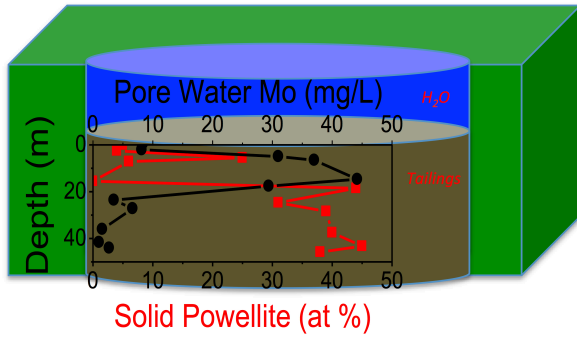 Pore Water Mo (mg/L)
H₂O
0 10 20 30 40 50
Depth (m)
0
20
40
Tailings
0 10 20 30 40 50
Solid Powellite (at %)